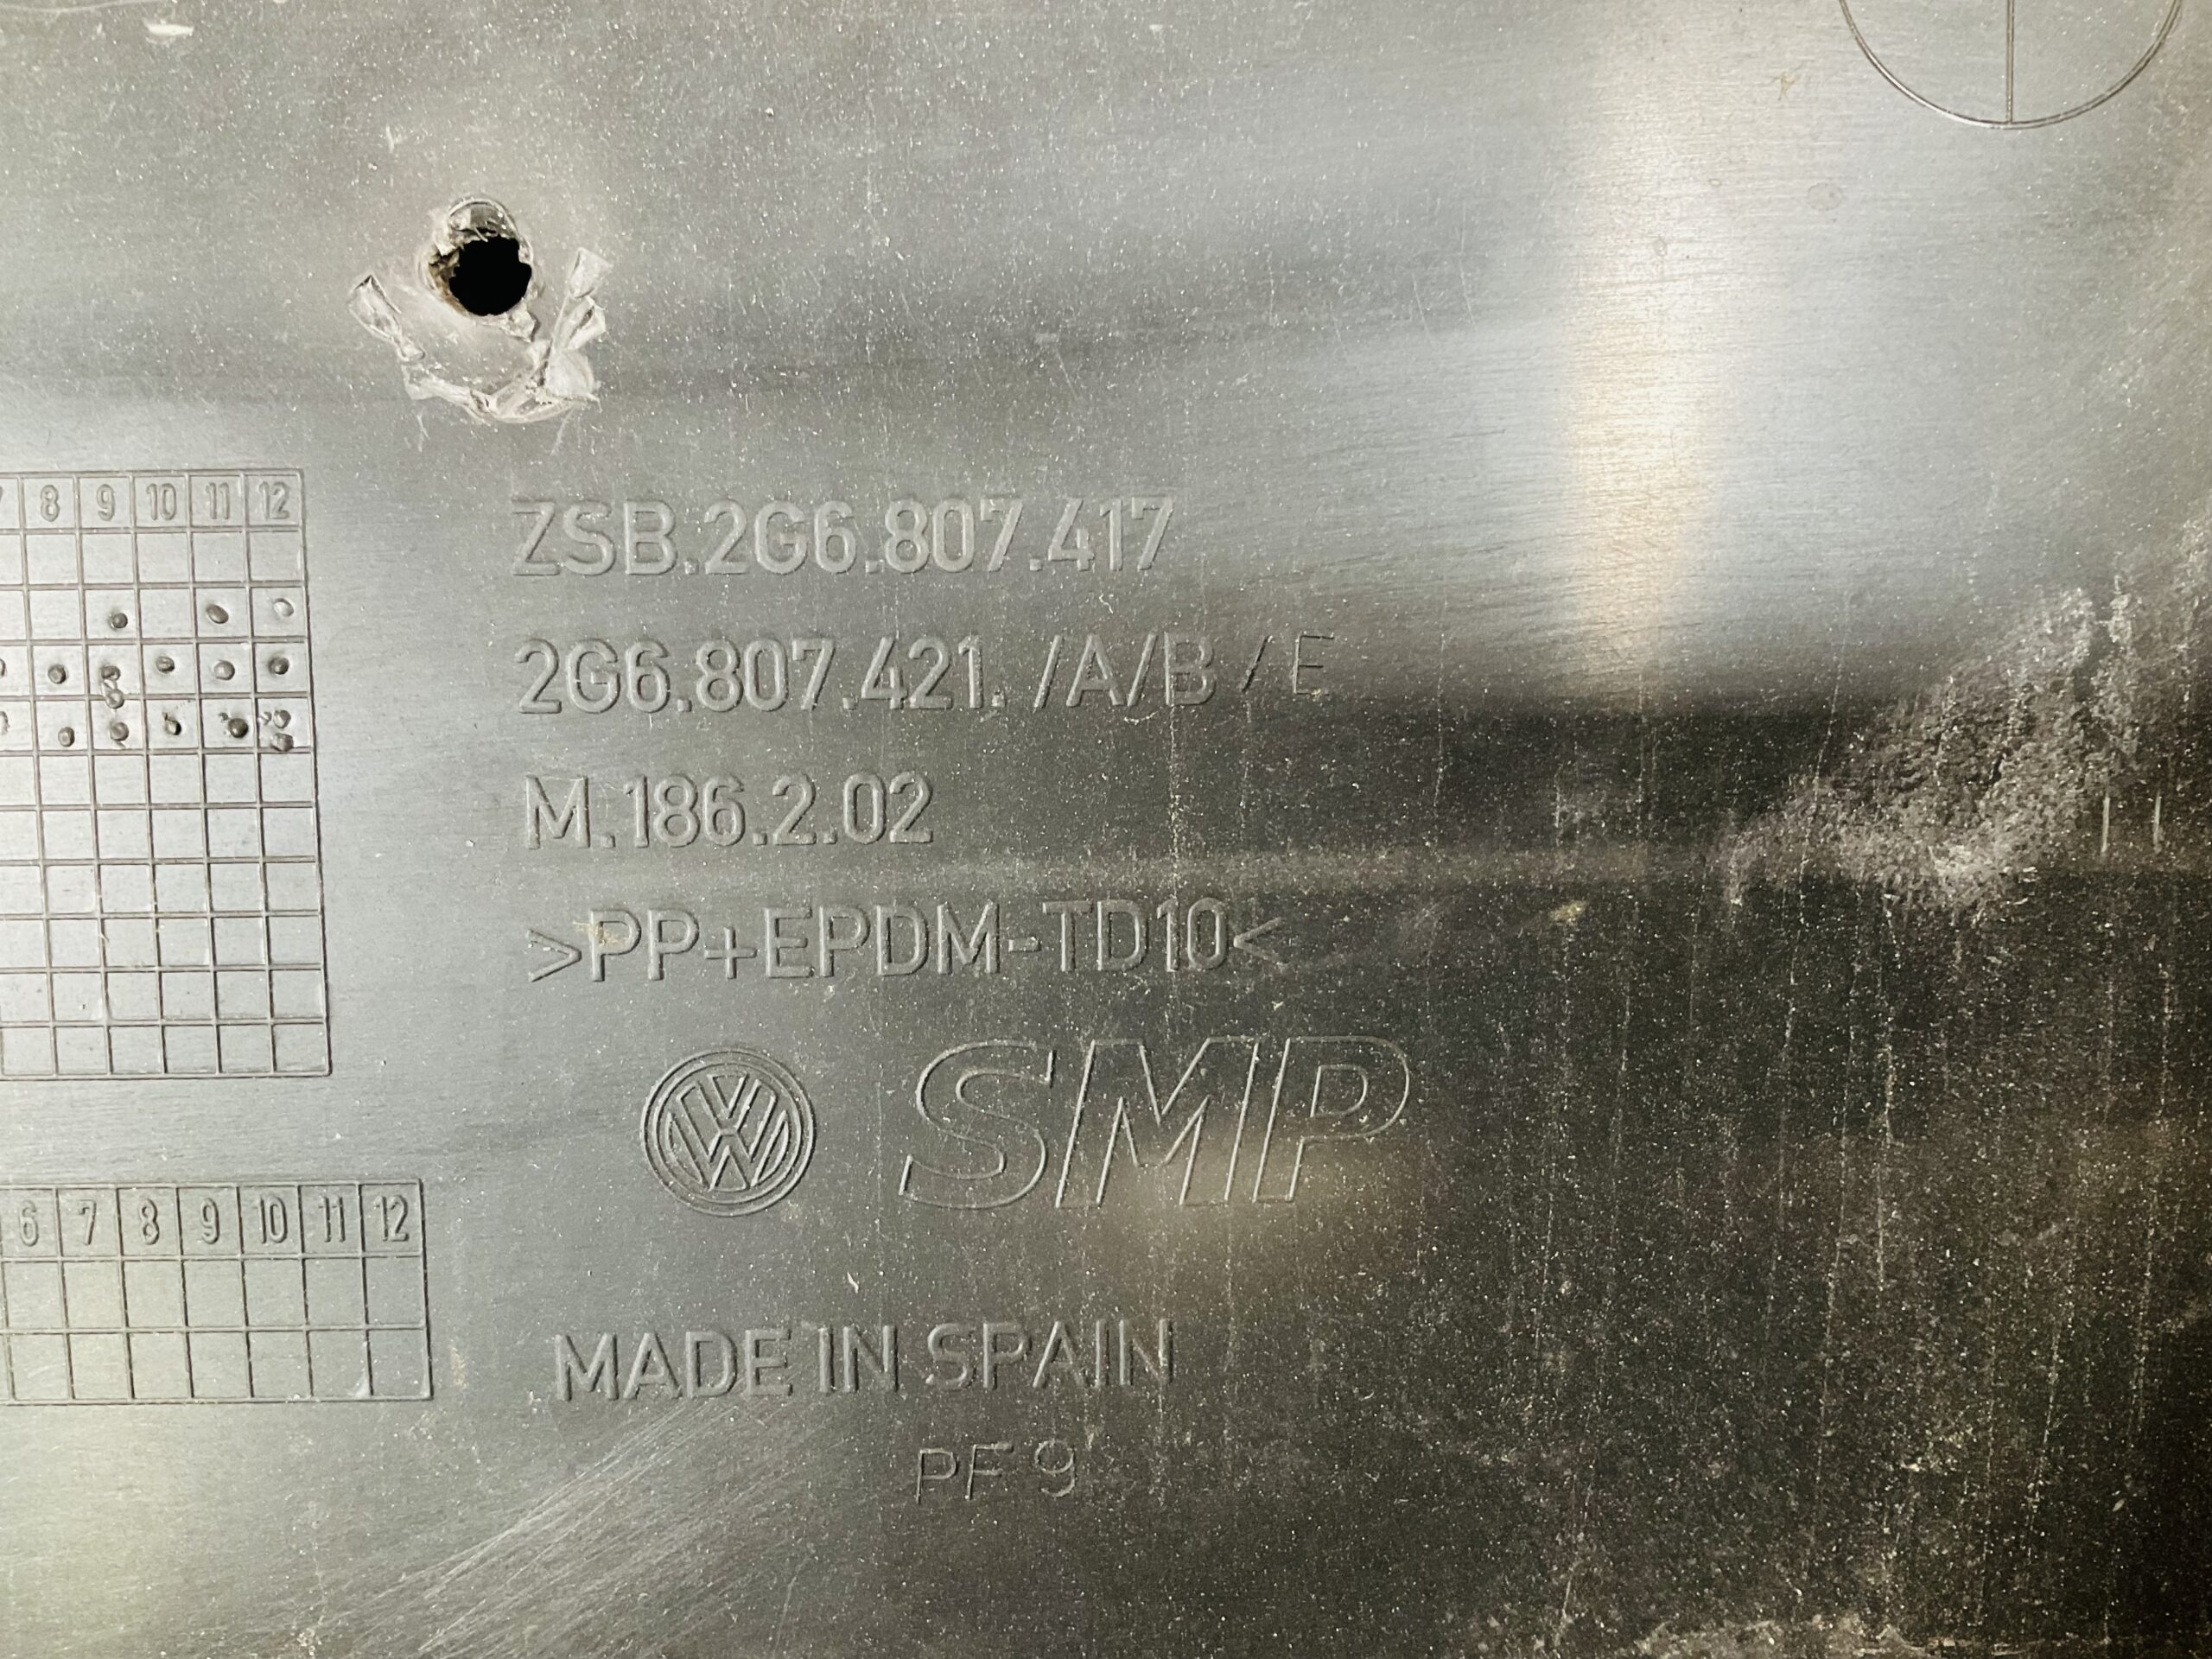 8 9 10 11 12
ZSB.2G6.807.417
2G6.807.421. /A/B/E
M.186.2.02
>PP+EPDM-TD10<
VW SMP
6 7 8 9 10 11 12
MADE IN SPAIN
PF 9